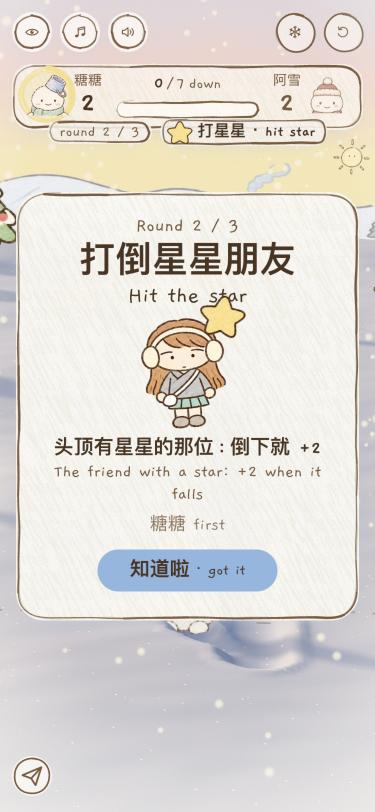 糖糖
0/7 down
阿雪
2
2
round 2 / 3
打星星 · hit star
Round 2 / 3
打倒星星朋友
Hit the star
头顶有星星的那位：倒下就 +2
The friend with a star: +2 when it
falls
糖糖 first
知道啦 · got it